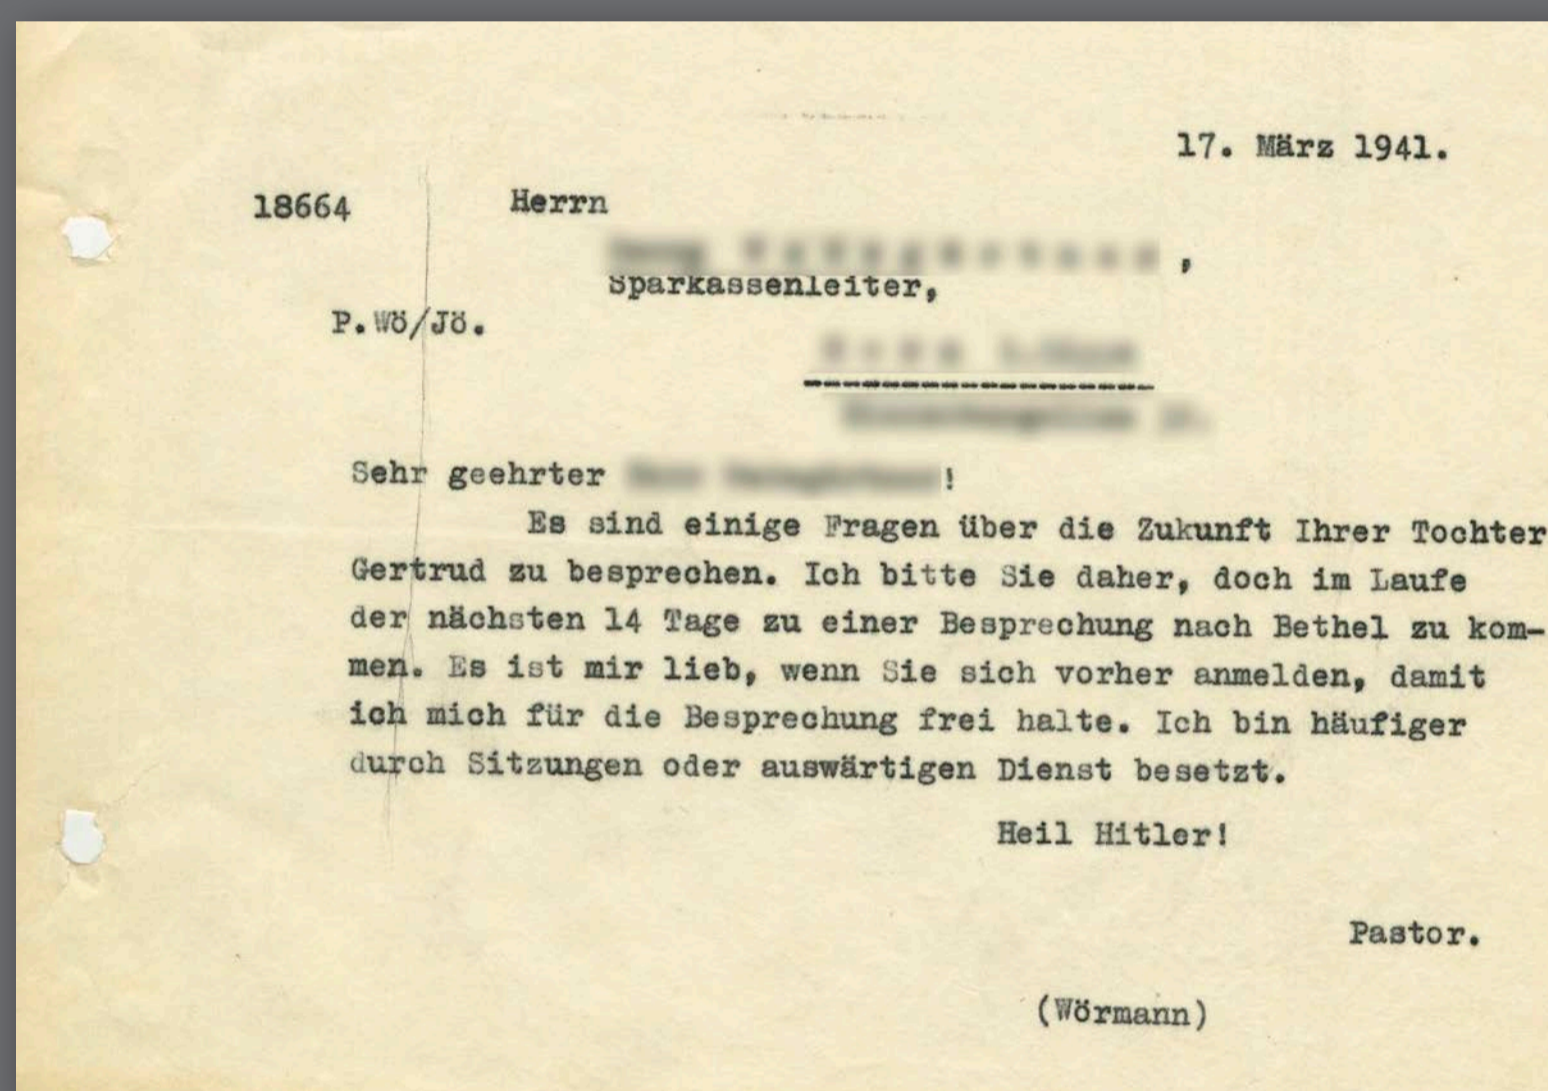 17. März 1941.
18664 Herrn
,
Sparkassenleiter,
P.Wö/Jö.
Sehr geehrter !
Es sind einige Fragen über die Zukunft Ihrer Tochter
Gertrud zu besprechen. Ich bitte Sie daher, doch im Laufe
der nächsten 14 Tage zu einer Besprechung nach Bethel zu kom-
men. Es ist mir lieb, wenn Sie sich vorher anmelden, damit
ich mich für die Besprechung frei halte. Ich bin häufiger
durch Sitzungen oder auswärtigen Dienst besetzt.
Heil Hitler!
Pastor.
(Wörmann)